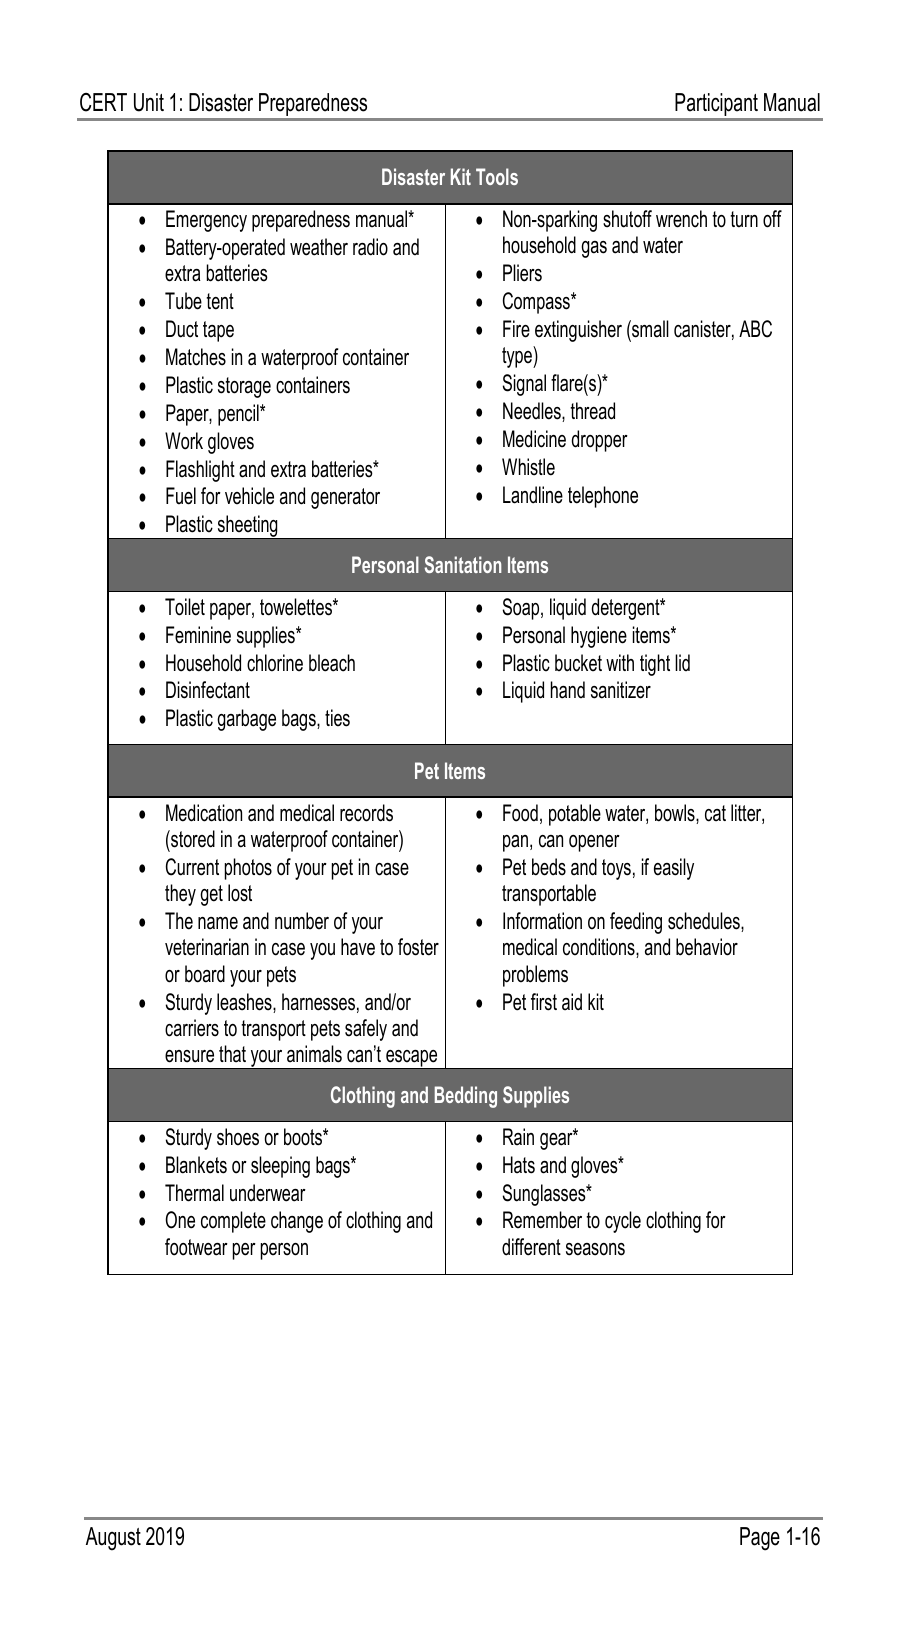 CERT Unit 1: Disaster Preparedness Participant Manual
Disaster Kit Tools
• Emergency preparedness manual*
• Battery-operated weather radio and
extra batteries
• Tube tent
• Duct tape
• Matches in a waterproof container
• Plastic storage containers
• Paper, pencil*
• Work gloves
• Flashlight and extra batteries*
• Fuel for vehicle and generator
• Plastic sheeting
• Non-sparking shutoff wrench to turn off
household gas and water
• Pliers
• Compass*
• Fire extinguisher (small canister, ABC
type)
• Signal flare(s)*
• Needles, thread
• Medicine dropper
• Whistle
• Landline telephone
Personal Sanitation Items
• Toilet paper, towelettes*
• Feminine supplies*
• Household chlorine bleach
• Disinfectant
• Plastic garbage bags, ties
• Soap, liquid detergent*
• Personal hygiene items*
• Plastic bucket with tight lid
• Liquid hand sanitizer
Pet Items
• Medication and medical records
(stored in a waterproof container)
• Current photos of your pet in case
they get lost
• The name and number of your
veterinarian in case you have to foster
or board your pets
• Sturdy leashes, harnesses, and/or
carriers to transport pets safely and
ensure that your animals can’t escape
• Food, potable water, bowls, cat litter,
pan, can opener
• Pet beds and toys, if easily
transportable
• Information on feeding schedules,
medical conditions, and behavior
problems
• Pet first aid kit
Clothing and Bedding Supplies
• Sturdy shoes or boots*
• Blankets or sleeping bags*
• Thermal underwear
• One complete change of clothing and
footwear per person
• Rain gear*
• Hats and gloves*
• Sunglasses*
• Remember to cycle clothing for
different seasons
August 2019 Page 1-16